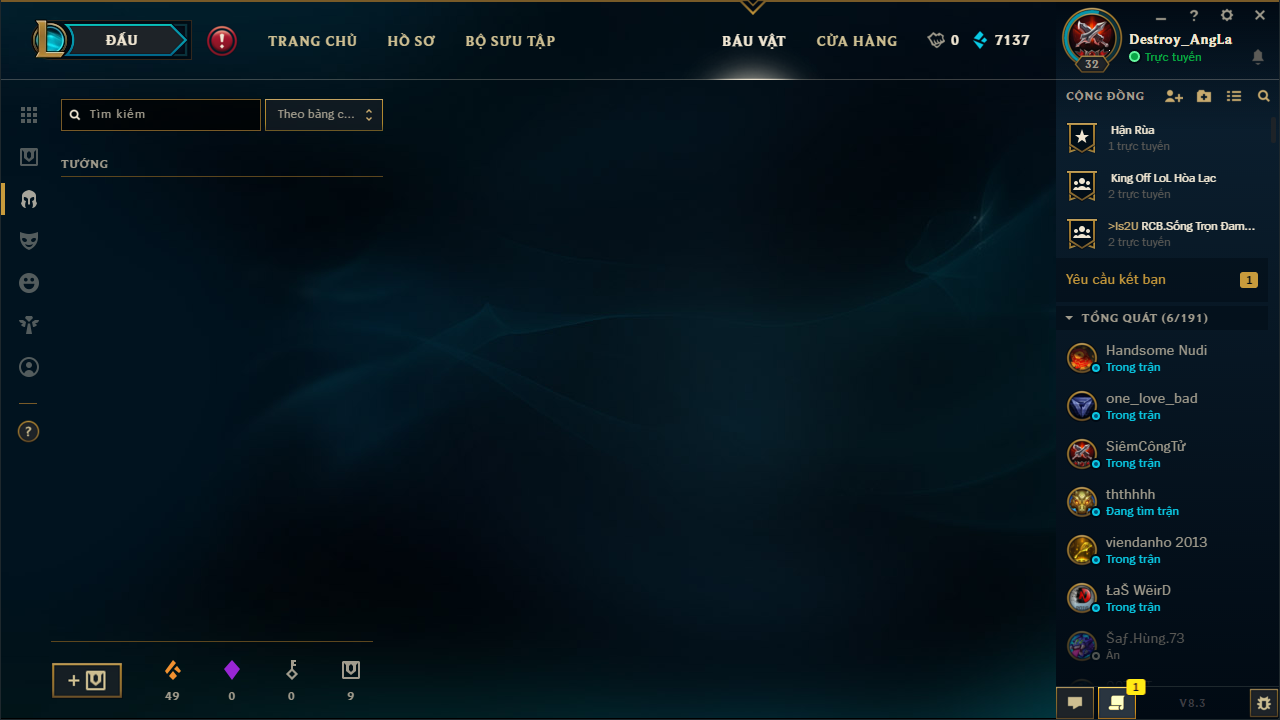 ĐẤU
TRANG CHỦ
HỒ SƠ
BỘ SƯU TẬP
BÁU VẬT
CỬA HÀNG
0
7137
32
Destroy_AngLa
Trực tuyến
Tìm kiếm
Theo bảng c...
TƯỚNG
?
49
0
0
9
CỘNG ĐỒNG
Hận Rùa
1 trực tuyến
King Off LoL Hòa Lạc
2 trực tuyến
>Is2U RCB.Sống Trọn Đam...
2 trực tuyến
Yêu cầu kết bạn
1
TỔNG QUÁT (6/191)
Handsome Nudi
Trong trận
one_love_bad
Trong trận
SiêmCôngTử
Trong trận
ththhhh
Đang tìm trận
viendanho 2013
Trong trận
ŁaŠ WëirD
Trong trận
Šaƒ.Hùng.73
Ẩn
1
V8.3